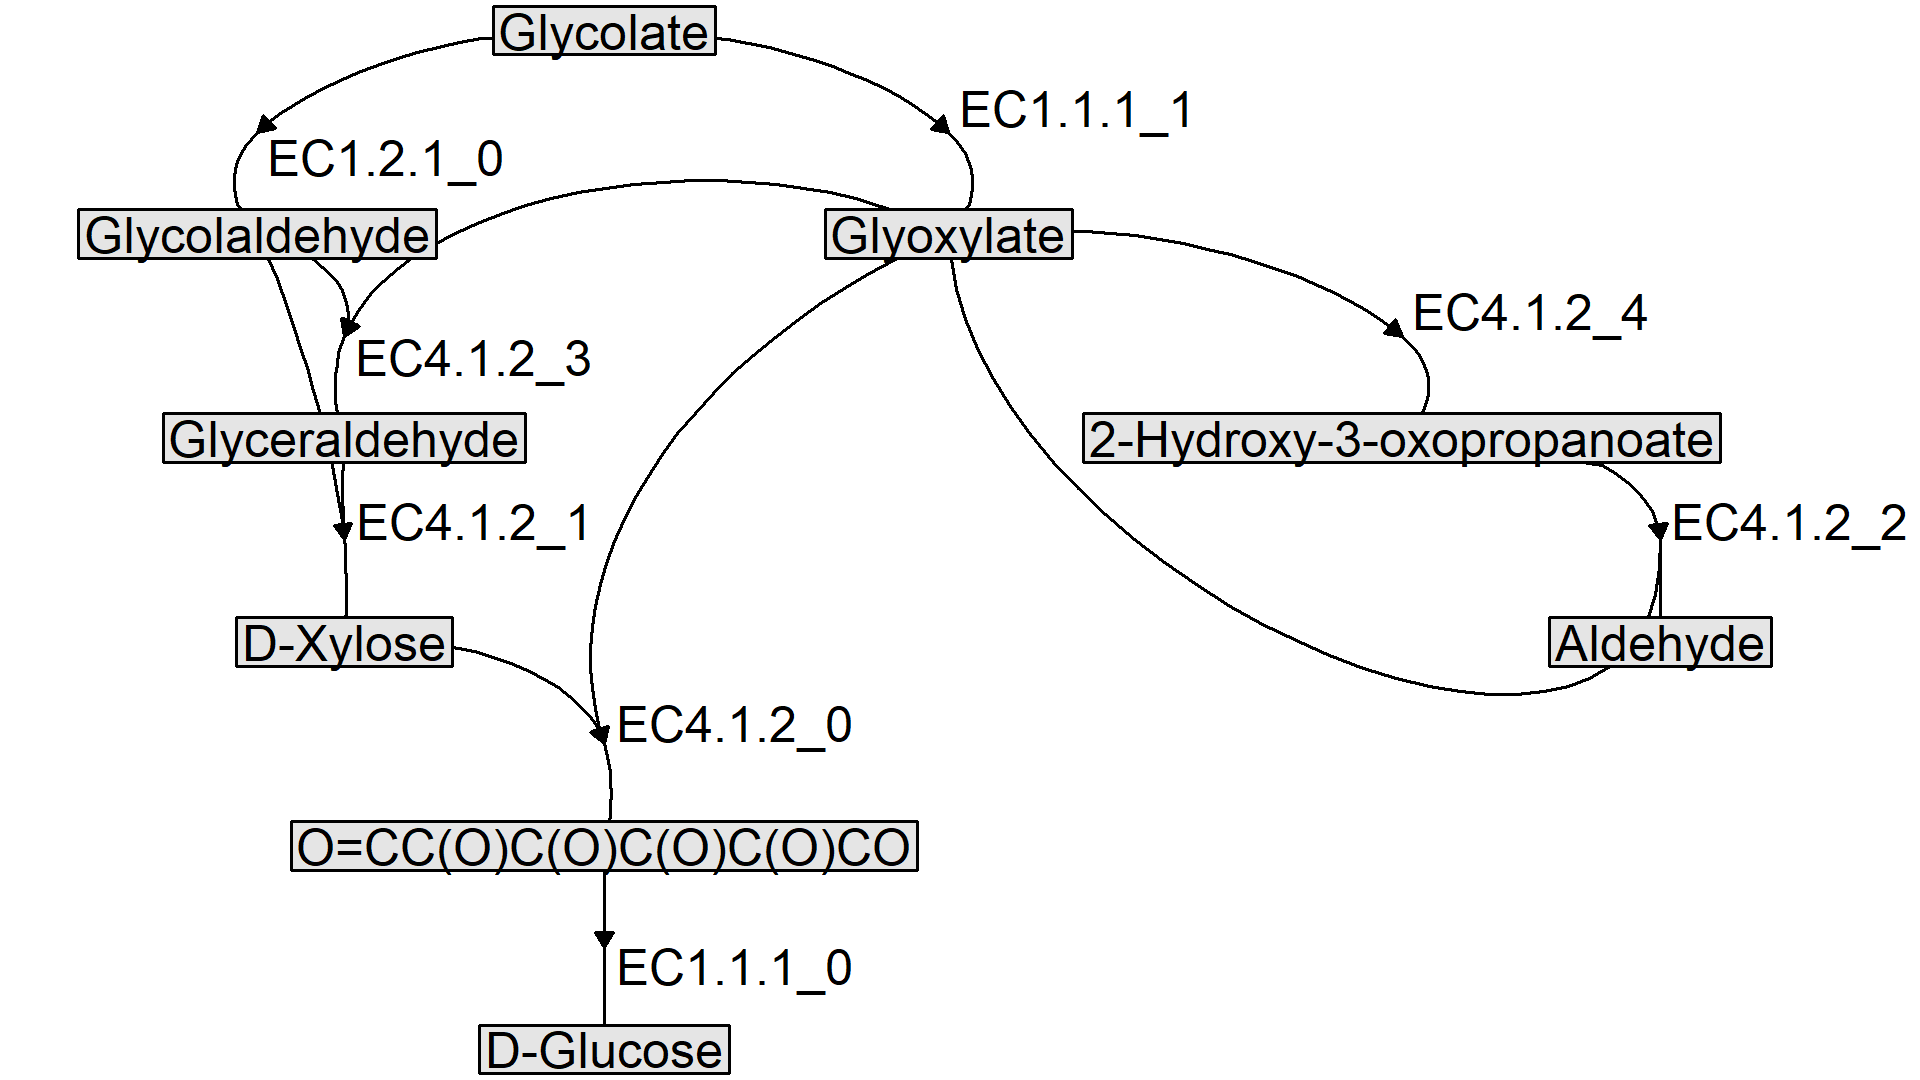 Glycolate
EC1.1.1_1
EC1.2.1_0
Glycolaldehyde
Glyoxylate
EC4.1.2_4
EC4.1.2_3
Glyceraldehyde
2-Hydroxy-3-oxopropanoate
EC4.1.2_1
EC4.1.2_2
D-Xylose
Aldehyde
EC4.1.2_0
O=CC(O)C(O)C(O)C(O)CO
EC1.1.1_0
D-Glucose